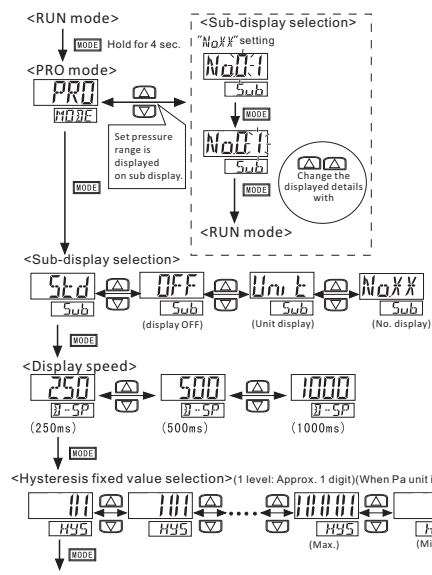 <RUN mode>
MODE Hold for 4 sec.
<PRO mode>
PRO
MODE
Set pressure
range is
displayed
on sub display.
MODE
<Sub-display selection>
"NoXX" setting
No01
Sub
MODE
No01
Sub
MODE
Change the
displayed details
with
<RUN mode>
<Sub-display selection>
Std OFF Unit NoXX
Sub Sub Sub Sub
(display OFF) (Unit display) (No. display)
MODE
<Display speed>
250 500 1000
D-SP D-SP D-SP
(250ms) (500ms) (1000ms)
MODE
<Hysteresis fixed value selection>(1 level: Approx. 1 digit)(When Pa unit i
HYS HYS HYS
(Max.) (Mi
MODE